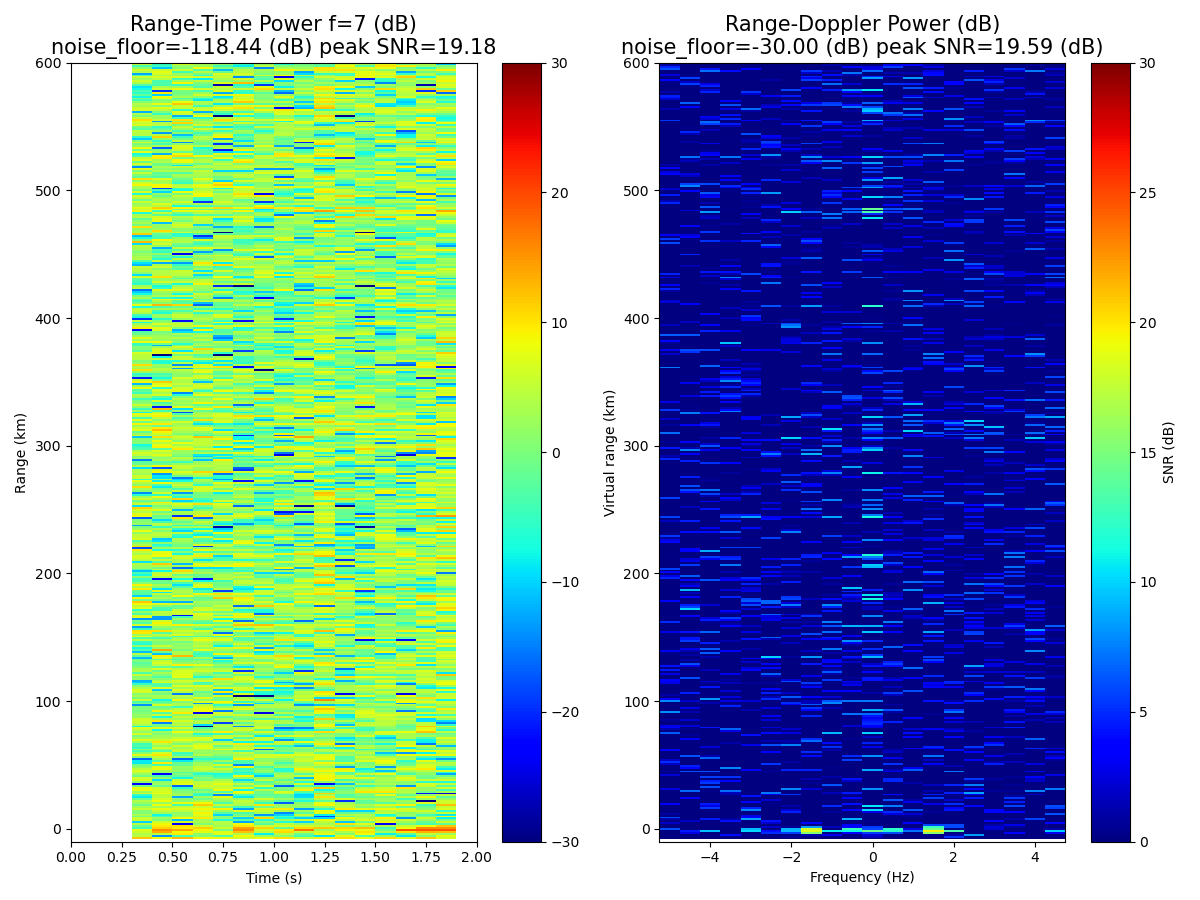 Range-Time Power f=7 (dB)
noise_floor=-118.44 (dB) peak SNR=19.18
600
500
400
300
200
100
0
Range (km)
0.00 0.25 0.50 0.75 1.00 1.25 1.50 1.75 2.00
Time (s)
30
20
10
0
−10
−20
−30
Range-Doppler Power (dB)
noise_floor=-30.00 (dB) peak SNR=19.59 (dB)
600
500
400
300
200
100
0
Virtual range (km)
−4 −2 0 2 4
Frequency (Hz)
30
25
20
15
10
5
0
SNR (dB)